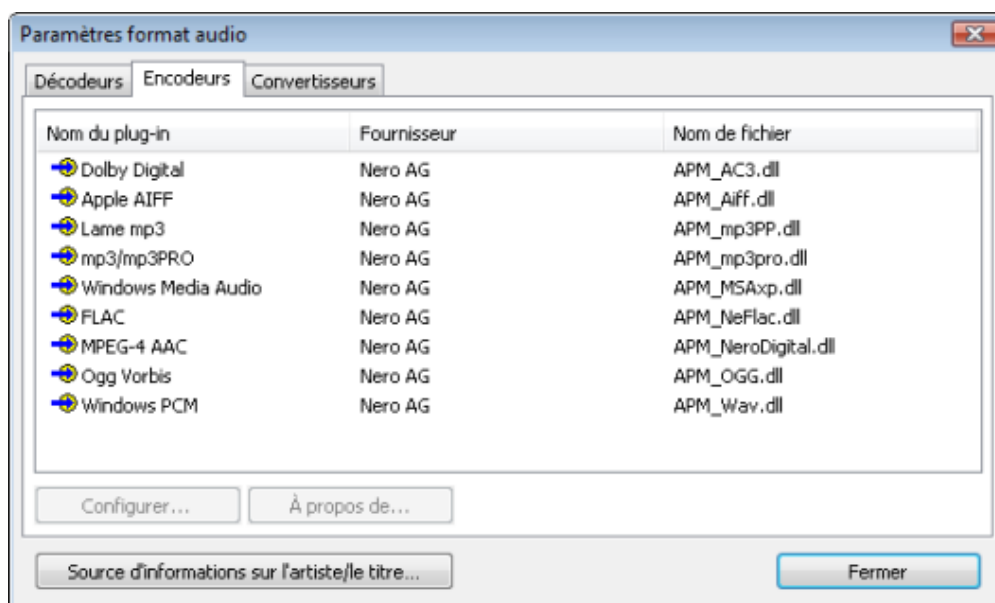 Paramètres format audio
Décodeurs Encodeurs Convertisseurs
Nom du plug-in Fournisseur Nom de fichier
Dolby Digital Nero AG APM_AC3.dll
Apple AIFF Nero AG APM_Aiff.dll
Lame mp3 Nero AG APM_mp3PP.dll
mp3/mp3PRO Nero AG APM_mp3pro.dll
Windows Media Audio Nero AG APM_MSAxp.dll
FLAC Nero AG APM_NeFlac.dll
MPEG-4 AAC Nero AG APM_NeroDigital.dll
Ogg Vorbis Nero AG APM_OGG.dll
Windows PCM Nero AG APM_Wav.dll
Configurer... À propos de...
Source d'informations sur l'artiste/le titre... Fermer